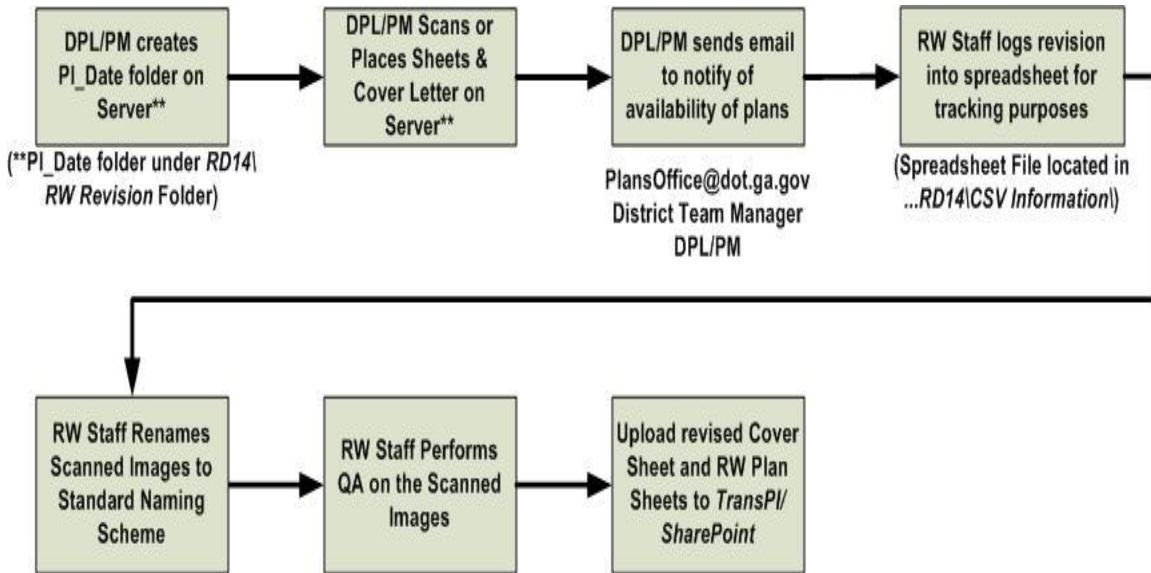 DPL/PM creates
PI_Date folder on
Server**
(**PI_Date folder under RD14\
RW Revision Folder)
DPL/PM Scans or
Places Sheets &
Cover Letter on
Server**
DPL/PM sends email
to notify of
availability of plans
PlansOffice@dot.ga.gov
District Team Manager
DPL/PM
RW Staff logs revision
into spreadsheet for
tracking purposes
(Spreadsheet File located in
...RD14\CSV Information\)
RW Staff Renames
Scanned Images to
Standard Naming
Scheme
RW Staff Performs
QA on the Scanned
Images
Upload revised Cover
Sheet and RW Plan
Sheets to TransPI/
SharePoint